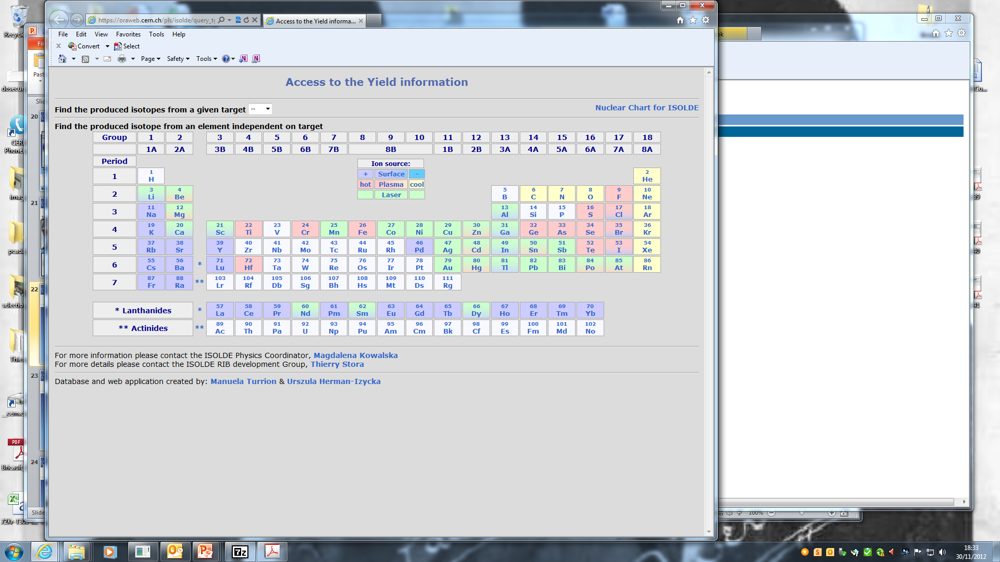 https://oraweb.cern.ch/pls/isolde/query_tg
Access to the Yield informa...
File Edit View Favorites Tools Help
Convert Select
Page Safety Tools
Access to the Yield information
Find the produced isotopes from a given target --
Nuclear Chart for ISOLDE
Find the produced isotope from an element independent on target
Group 1 2 3 4 5 6 7 8 9 10 11 12 13 14 15 16 17 18
1A 2A 3B 4B 5B 6B 7B 8B 1B 2B 3A 4A 5A 6A 7A 8A
Period
Ion source:
+ Surface -
hot Plasma cool
Laser
1 1 H 2 He
2 3 Li 4 Be 5 B 6 C 7 N 8 O 9 F 10 Ne
3 11 Na 12 Mg 13 Al 14 Si 15 P 16 S 17 Cl 18 Ar
4 19 K 20 Ca 21 Sc 22 Ti 23 V 24 Cr 25 Mn 26 Fe 27 Co 28 Ni 29 Cu 30 Zn 31 Ga 32 Ge 33 As 34 Se 35 Br 36 Kr
5 37 Rb 38 Sr 39 Y 40 Zr 41 Nb 42 Mo 43 Tc 44 Ru 45 Rh 46 Pd 47 Ag 48 Cd 49 In 50 Sn 51 Sb 52 Te 53 I 54 Xe
6 55 Cs 56 Ba * 71 Lu 72 Hf 73 Ta 74 W 75 Re 76 Os 77 Ir 78 Pt 79 Au 80 Hg 81 Tl 82 Pb 83 Bi 84 Po 85 At 86 Rn
7 87 Fr 88 Ra ** 103 Lr 104 Rf 105 Db 106 Sg 107 Bh 108 Hs 109 Mt 110 Ds 111 Rg
* Lanthanides * 57 La 58 Ce 59 Pr 60 Nd 61 Pm 62 Sm 63 Eu 64 Gd 65 Tb 66 Dy 67 Ho 68 Er 69 Tm 70 Yb
** Actinides ** 89 Ac 90 Th 91 Pa 92 U 93 Np 94 Pu 95 Am 96 Cm 97 Bk 98 Cf 99 Es 100 Fm 101 Md 102 No
For more information please contact the ISOLDE Physics Coordinator, Magdalena Kowalska
For more details please contact the ISOLDE RIB development Group, Thierry Stora
Database and web application created by: Manuela Turrion & Urszula Herman-Izycka
20
21
22
23
24
PDF
100%
18:33
30/11/2012